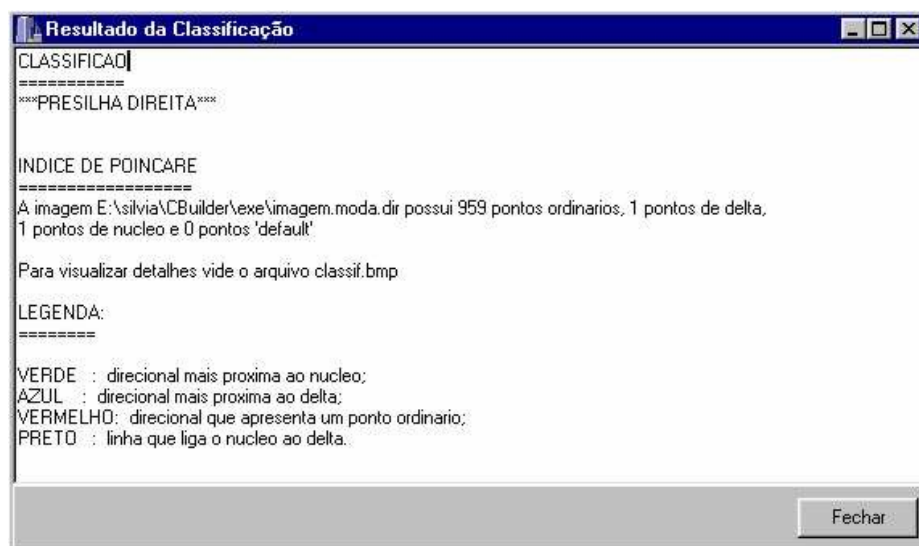 Resultado da Classificação
CLASSIFICAO
===========
***PRESILHA DIREITA***
INDICE DE POINCARE
==================
A imagem E:\silvia\CBuilder\exe\imagem.moda.dir possui 959 pontos ordinarios, 1 pontos de delta,
1 pontos de nucleo e 0 pontos 'default'
Para visualizar detalhes vide o arquivo classif.bmp
LEGENDA:
========
VERDE : direcional mais proxima ao nucleo;
AZUL : direcional mais proxima ao delta;
VERMELHO: direcional que apresenta um ponto ordinario;
PRETO : linha que liga o nucleo ao delta.
Fechar